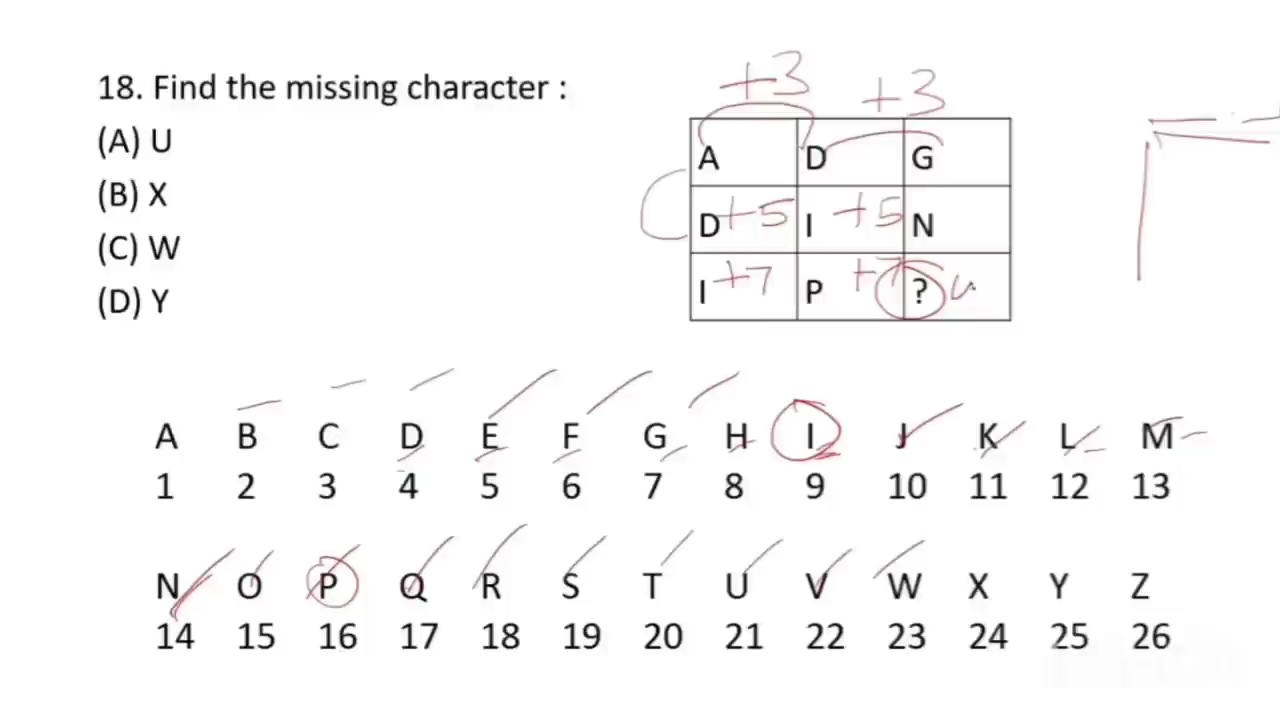 18. Find the missing character :
(A) U
(B) X
(C) W
(D) Y
+3 +3
A D G
D +5 I +5 N
I +7 P +7 ?
A B C D E F G H I J K L M
1 2 3 4 5 6 7 8 9 10 11 12 13
N O P Q R S T U V W X Y Z
14 15 16 17 18 19 20 21 22 23 24 25 26